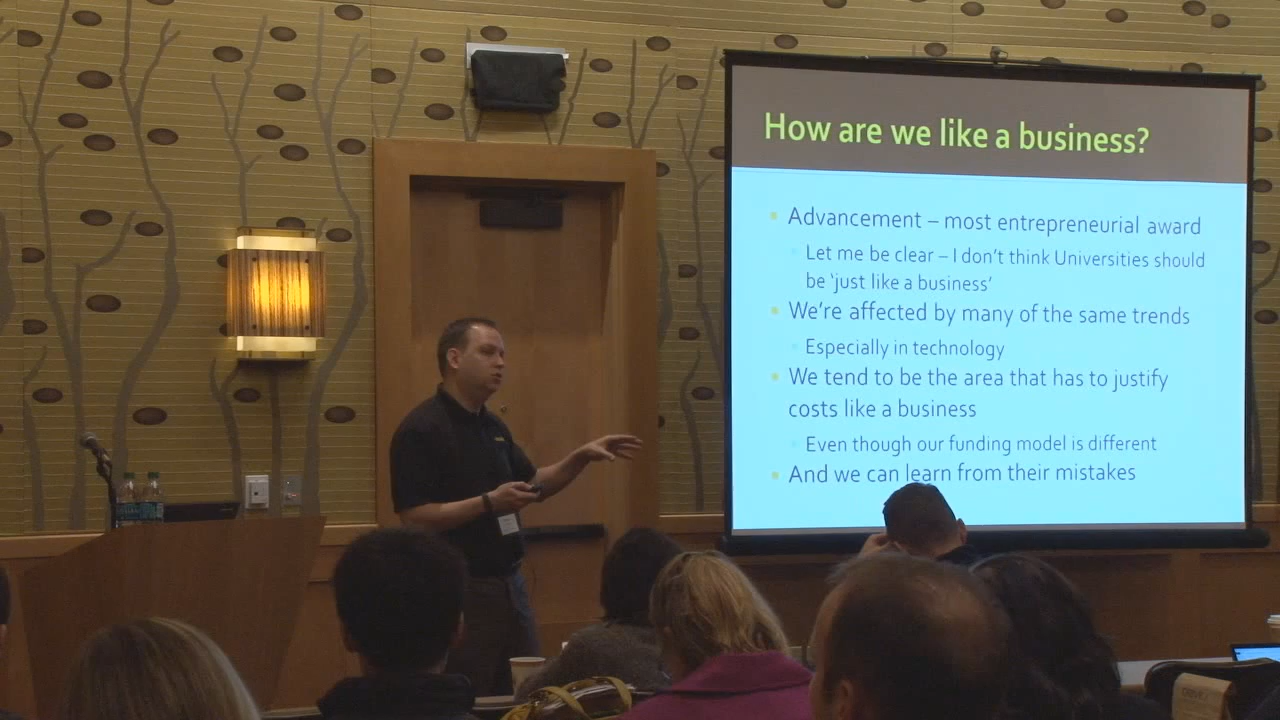 How are we like a business?
Advancement – most entrepreneurial award
Let me be clear – I don't think Universities should
be 'just like a business'
We're affected by many of the same trends
Especially in technology
We tend to be the area that has to justify
costs like a business
Even though our funding model is different
And we can learn from their mistakes